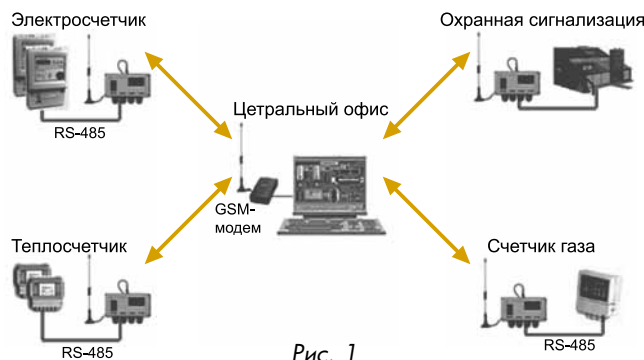 Электросчетчик
RS-485
Охранная сигнализация
Цетральный офис
GSM-
модем
Теплосчетчик
RS-485
Счетчик газа
RS-485
Рис. 1